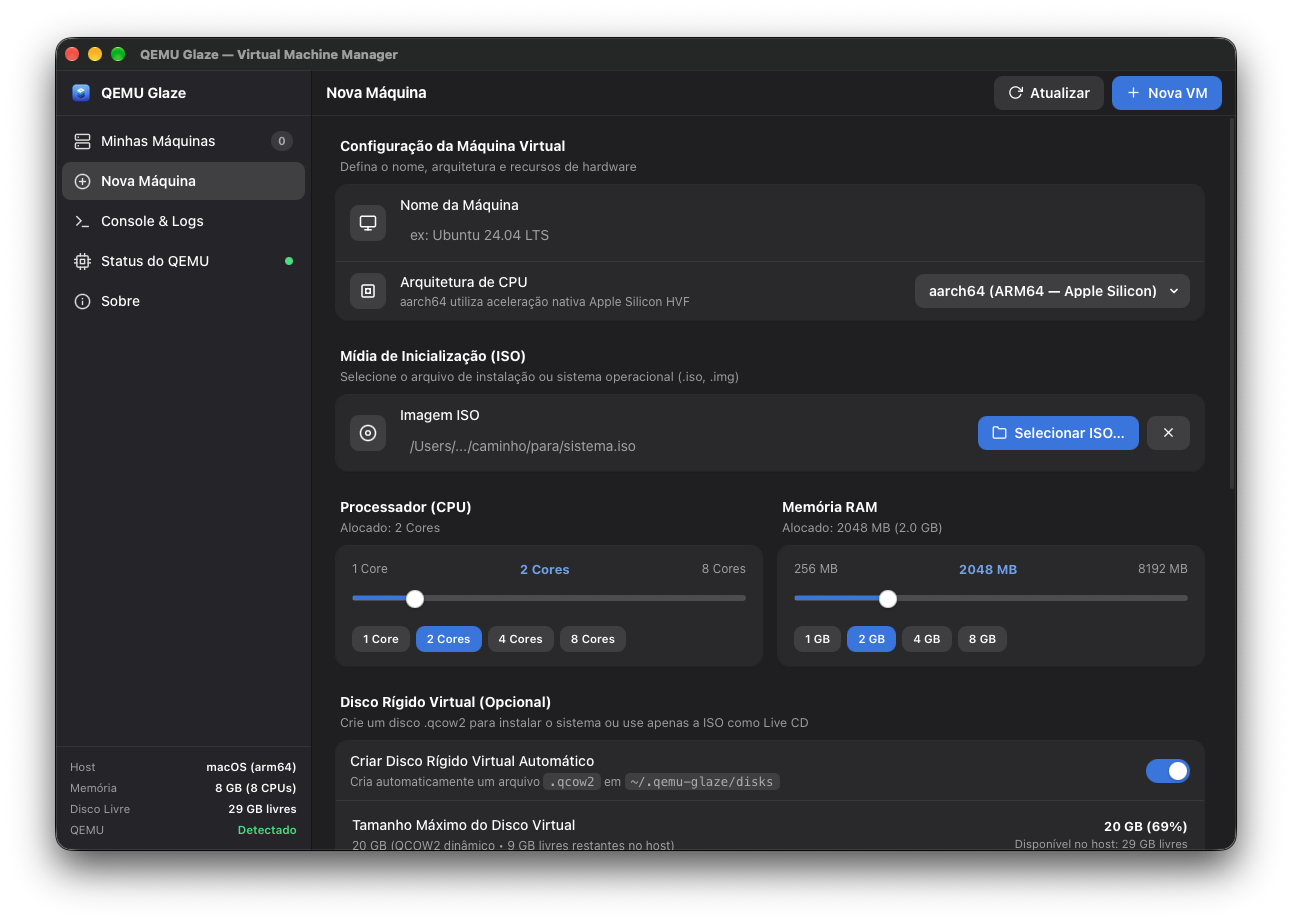 QEMU Glaze — Virtual Machine Manager
QEMU Glaze
Minhas Máquinas 0
Nova Máquina
Console & Logs
Status do QEMU
Sobre
Host macOS (arm64)
Memória 8 GB (8 CPUs)
Disco Livre 29 GB livres
QEMU Detectado
Nova Máquina
Atualizar
Nova VM
Configuração da Máquina Virtual
Defina o nome, arquitetura e recursos de hardware
Nome da Máquina
ex: Ubuntu 24.04 LTS
Arquitetura de CPU
aarch64 utiliza aceleração nativa Apple Silicon HVF
aarch64 (ARM64 — Apple Silicon)
Mídia de Inicialização (ISO)
Selecione o arquivo de instalação ou sistema operacional (.iso, .img)
Imagem ISO
/Users/.../caminho/para/sistema.iso
Selecionar ISO...
Processador (CPU)
Alocado: 2 Cores
1 Core 2 Cores 8 Cores
1 Core 2 Cores 4 Cores 8 Cores
Memória RAM
Alocado: 2048 MB (2.0 GB)
256 MB 2048 MB 8192 MB
1 GB 2 GB 4 GB 8 GB
Disco Rígido Virtual (Opcional)
Crie um disco .qcow2 para instalar o sistema ou use apenas a ISO como Live CD
Criar Disco Rígido Virtual Automático
Cria automaticamente um arquivo .qcow2 em ~/.qemu-glaze/disks
Tamanho Máximo do Disco Virtual
20 GB (QCOW2 dinâmico • 9 GB livres restantes no host)
20 GB (69%)
Disponível no host: 29 GB livres